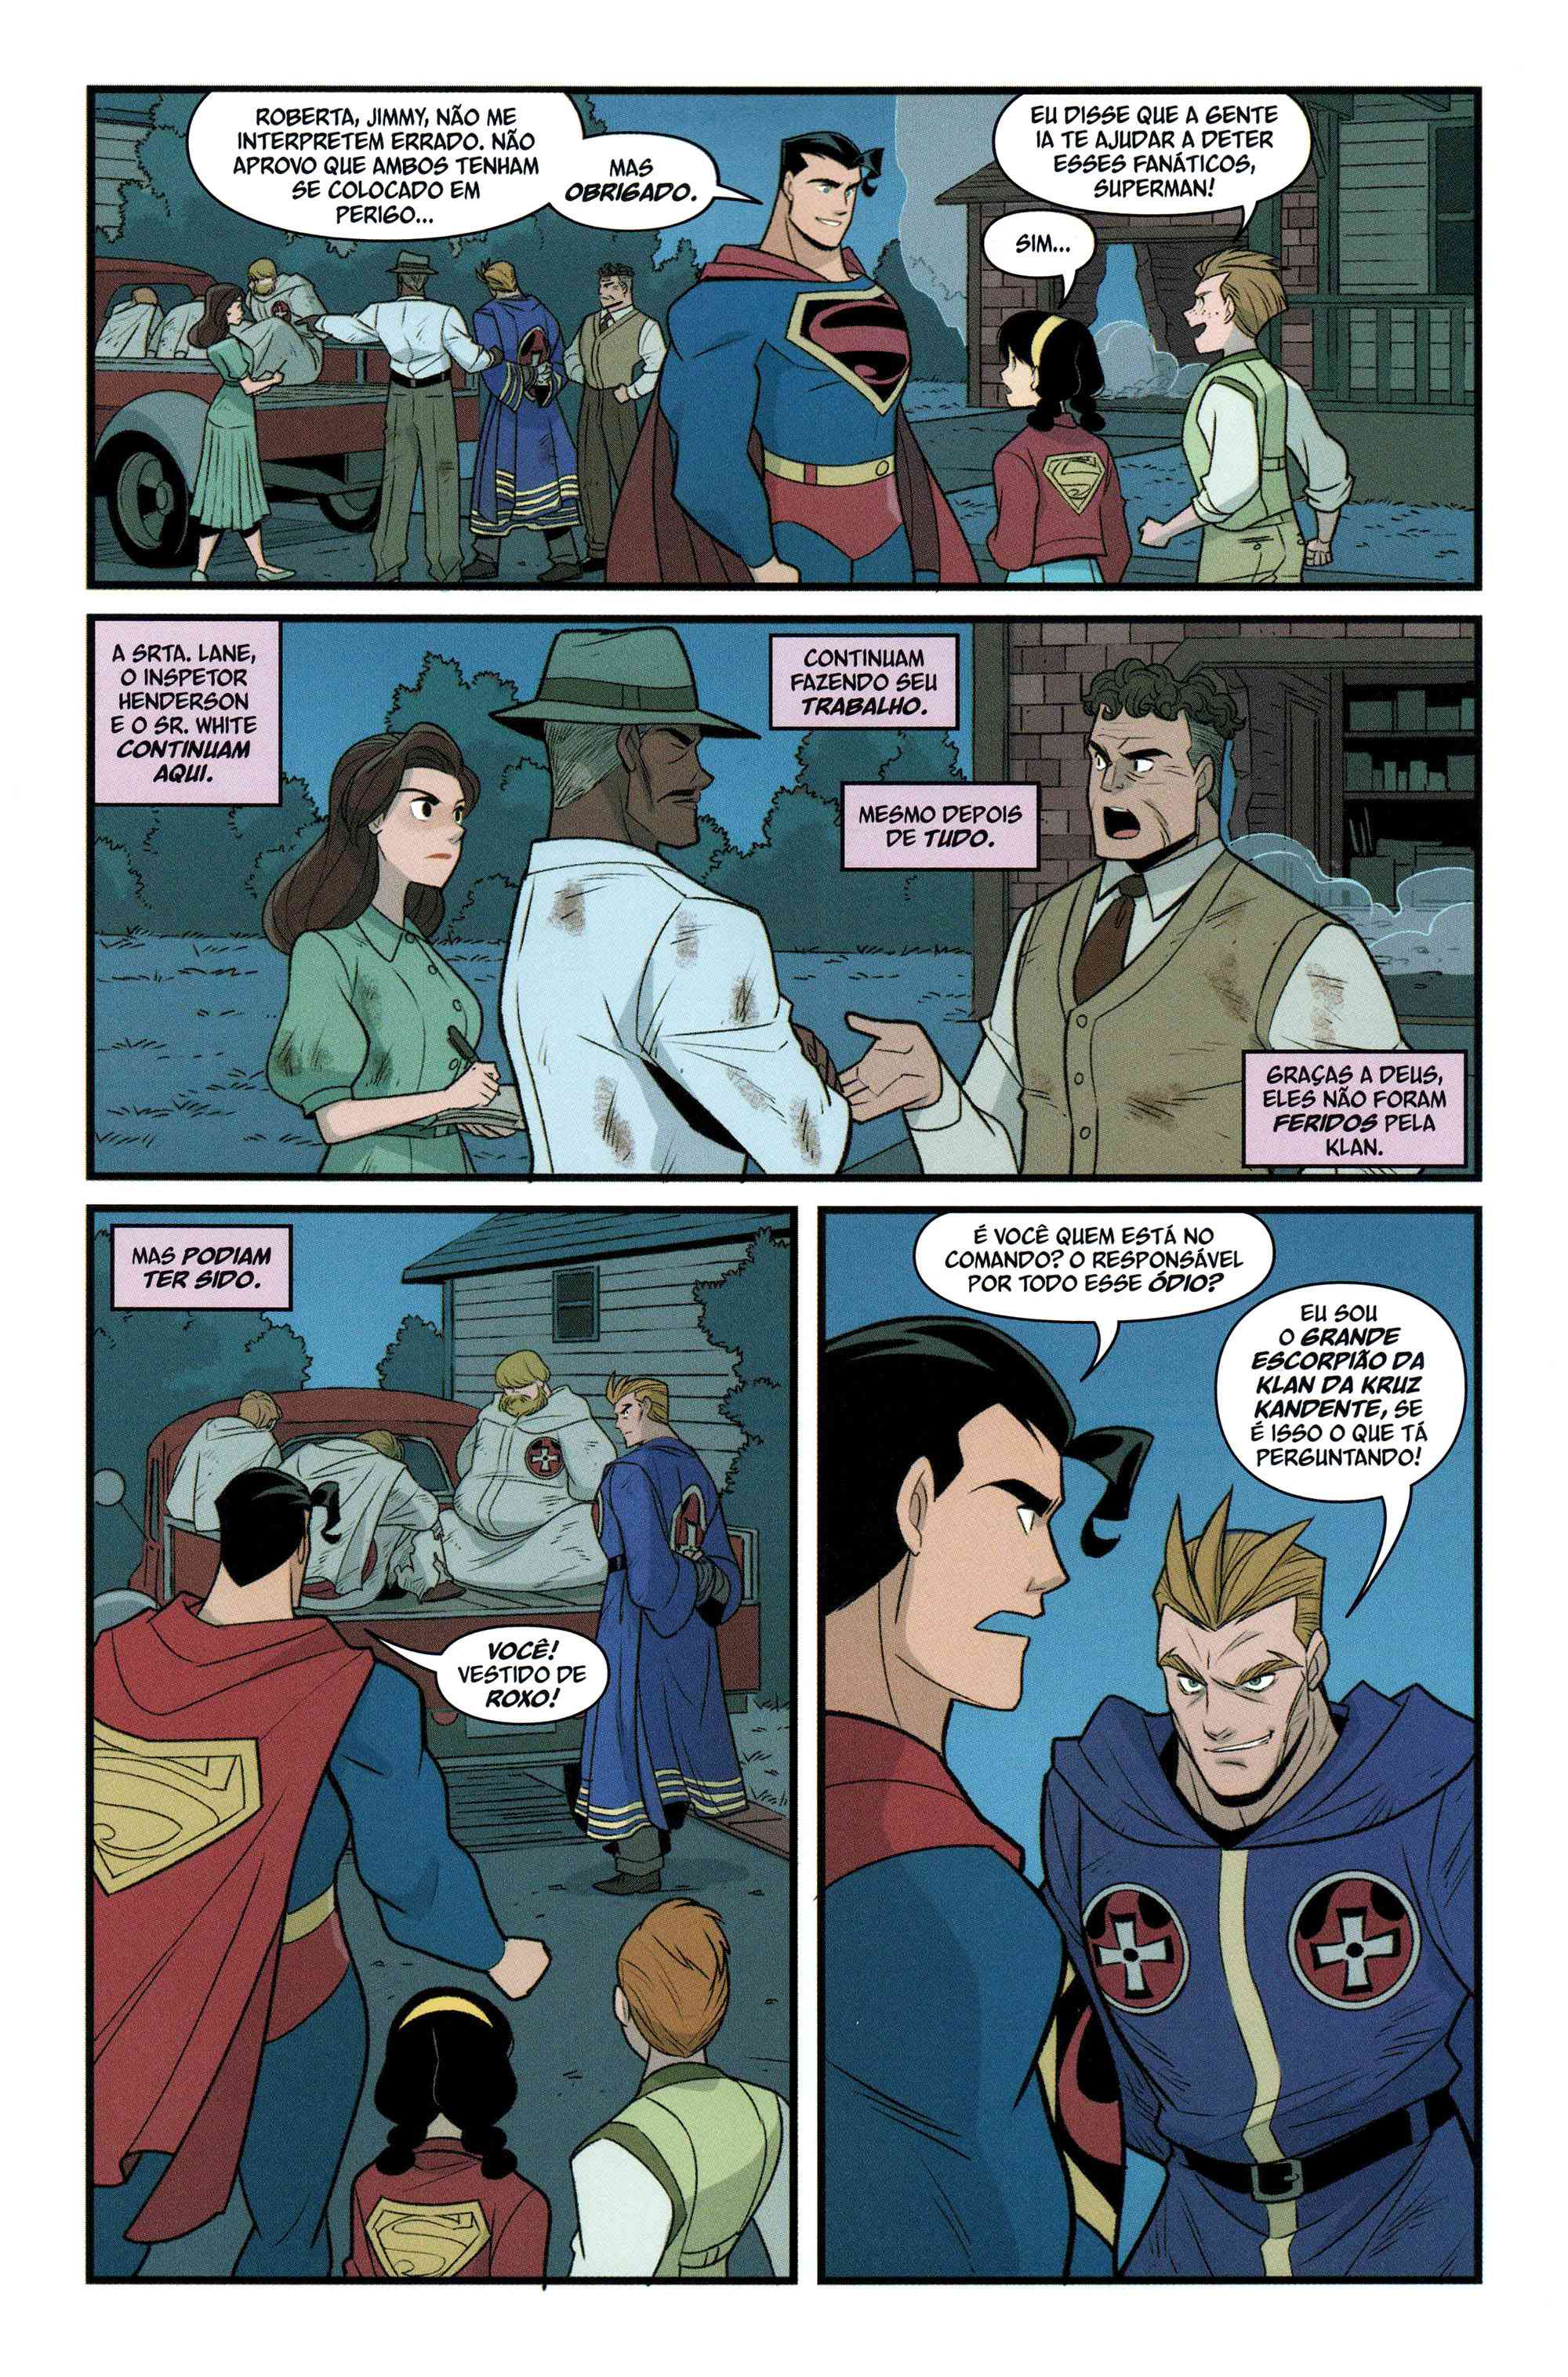 ROBERTA, JIMMY, NÃO ME
INTERPRETEM ERRADO. NÃO
APROVO QUE AMBOS TENHAM
SE COLOCADO EM
PERIGO...
MAS
OBRIGADO.
EU DISSE QUE A GENTE
IA TE AJUDAR A DETER
ESSES FANÁTICOS,
SUPERMAN!
SIM...
A SRTA. LANE,
O INSPETOR
HENDERSON
E O SR. WHITE
CONTINUAM
AQUI.
CONTINUAM
FAZENDO SEU
TRABALHO.
MESMO DEPOIS
DE TUDO.
GRAÇAS A DEUS,
ELES NÃO FORAM
FERIDOS PELA
KLAN.
MAS PODIAM
TER SIDO.
VOCÊ!
VESTIDO DE
ROXO!
É VOCÊ QUEM ESTÁ NO
COMANDO? O RESPONSÁVEL
POR TODO ESSE ÓDIO?
EU SOU
O GRANDE
ESCORPIÃO DA
KLAN DA KRUZ
KANDENTE, SE
É ISSO O QUE TÁ
PERGUNTANDO!